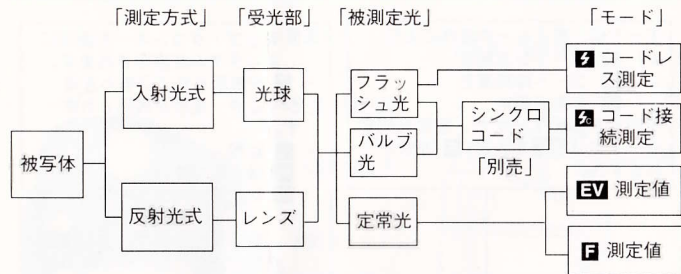 「測定方式」 「受光部」 「被測定光」 「モード」
被写体
入射光式
反射光式
光球
レンズ
フラッ
シュ光
バルブ
光
定常光
シンクロ
コード
「別売」
コードレ
ス測定
C コード接
続測定
EV 測定値
F 測定値